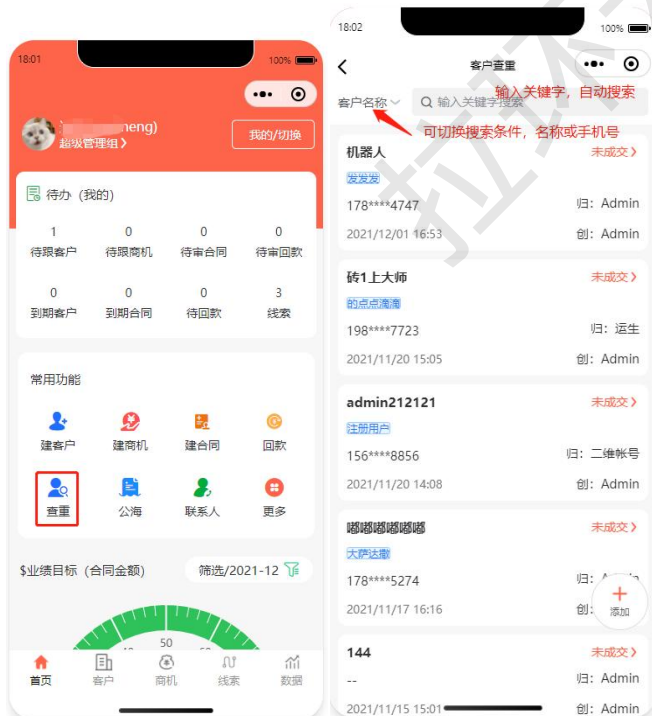 18:01
100%
neng)
超级管理组>
我的/切换
待办 (我的)
1 0 0 0
待跟客户 待跟商机 待审合同 待审回款
0 0 0 3
到期客户 到期合同 待回款 线索
常用功能
建客户 建商机 建合同 回款
查重 公海 联系人 更多
$业绩目标（合同金额）
筛选/2021-12
50
首页 客户 商机 线索 数据
18:02
100%
客户查重
客户名称
输入关键字搜索
输入关键字，自动搜索
可切换搜索条件，名称或手机号
机器人 未成交>
发发发
178****4747 归: Admin
2021/12/01 16:53 创: Admin
砖1上大师 未成交>
的点点滴滴
198****7723 归: 运生
2021/11/20 15:05 创: Admin
admin212121 未成交>
注册用户
156****8856 归: 二维帐号
2021/11/20 14:08 创: Admin
嘟嘟嘟嘟嘟嘟 未成交>
大萨达撒
178****5274 归:
2021/11/17 16:16 创:
添加
144 未成交>
-- 归: Admin
2021/11/15 15:01 创: Admin